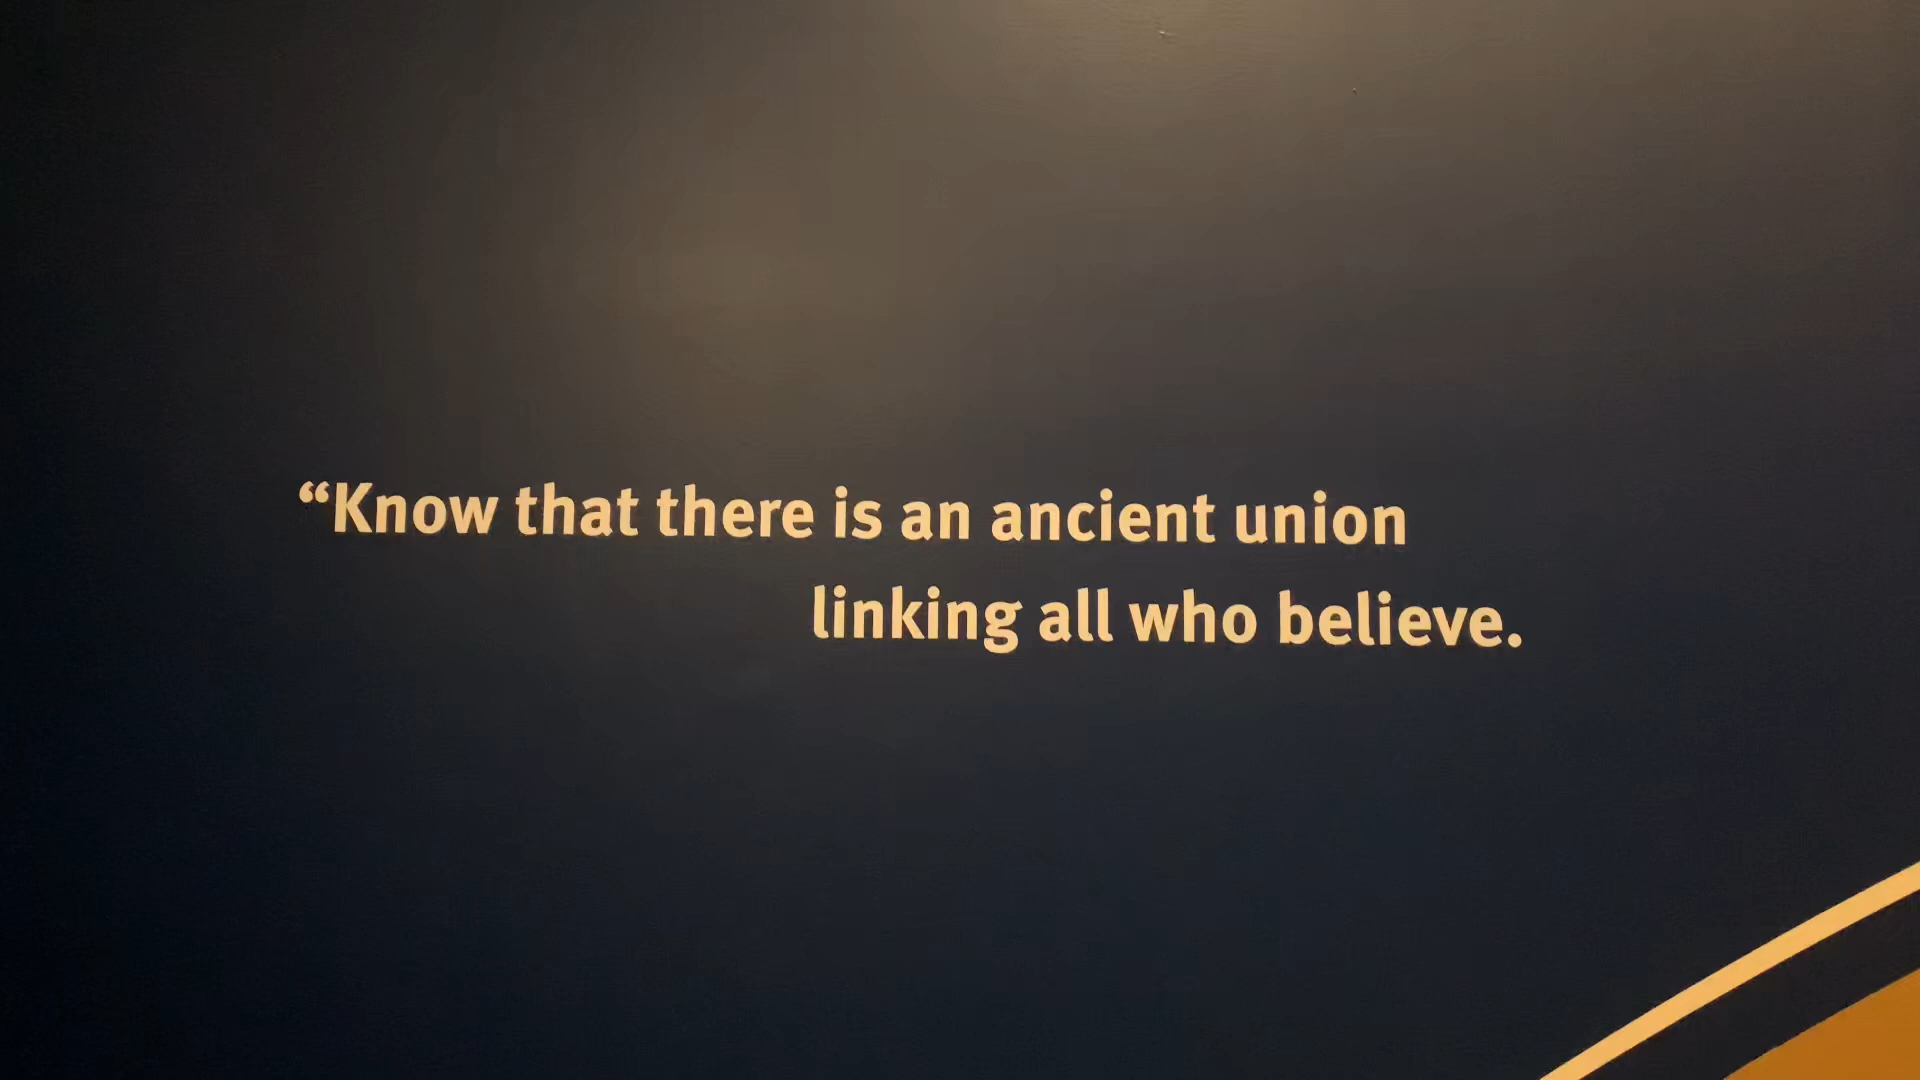 “Know that there is an ancient union
linking all who believe.